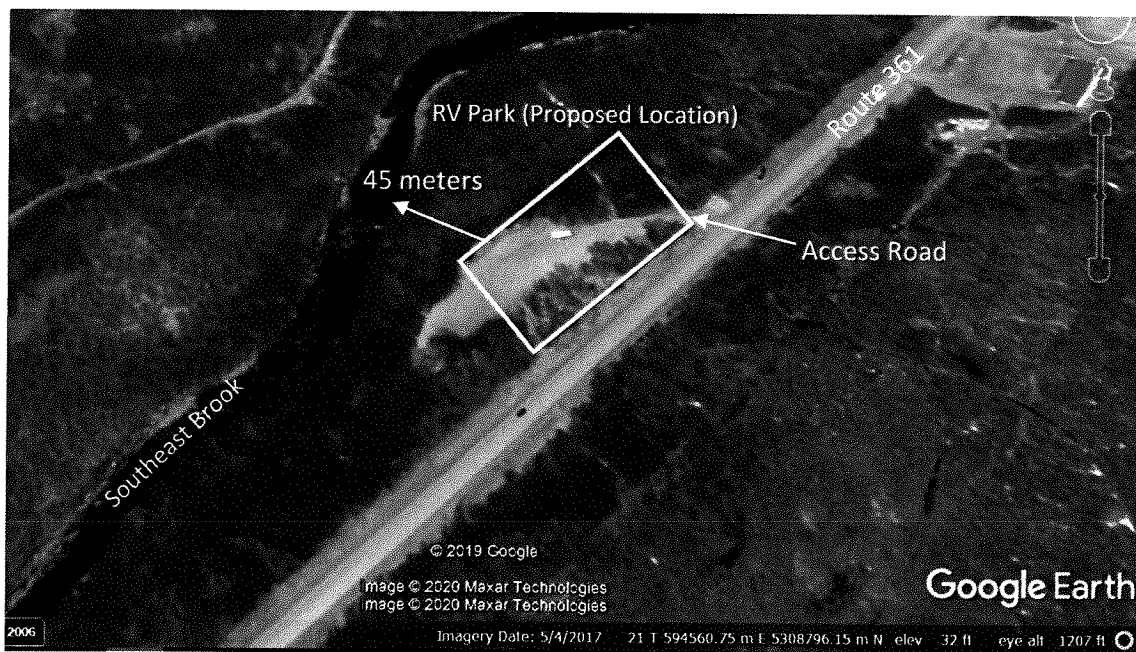 Route 361
RV Park (Proposed Location)
45 meters
Access Road
Southeast Brook
© 2019 Google
Image © 2020 Maxar Technologies
Image © 2020 Maxar Technologies
Google Earth
2006
Imagery Date: 5/4/2017 21 T 594560.75 m E 5308796.15 m N elev 32 ft eye alt 1207 ft